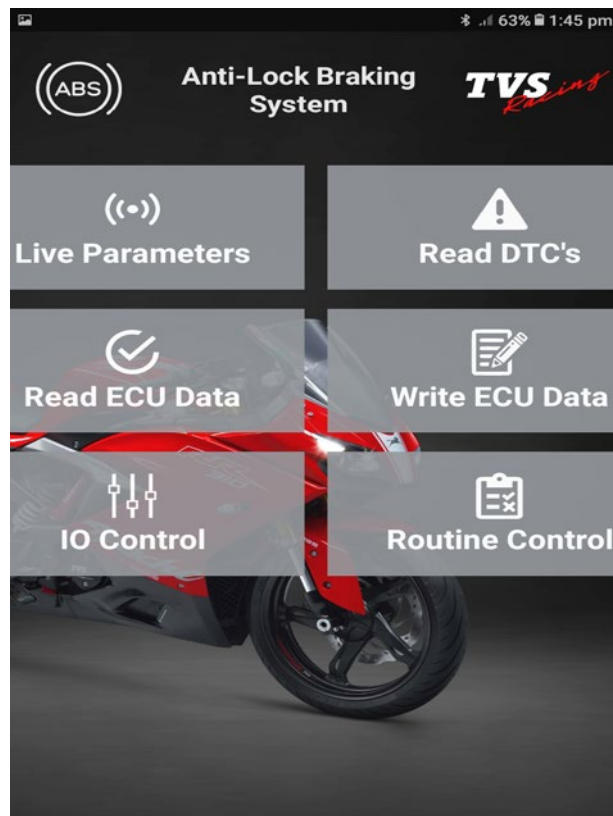 63% 1:45 pm
(ABS)
Anti-Lock Braking
System
TVS
Racing
Live Parameters
Read DTC's
Read ECU Data
Write ECU Data
IO Control
Routine Control